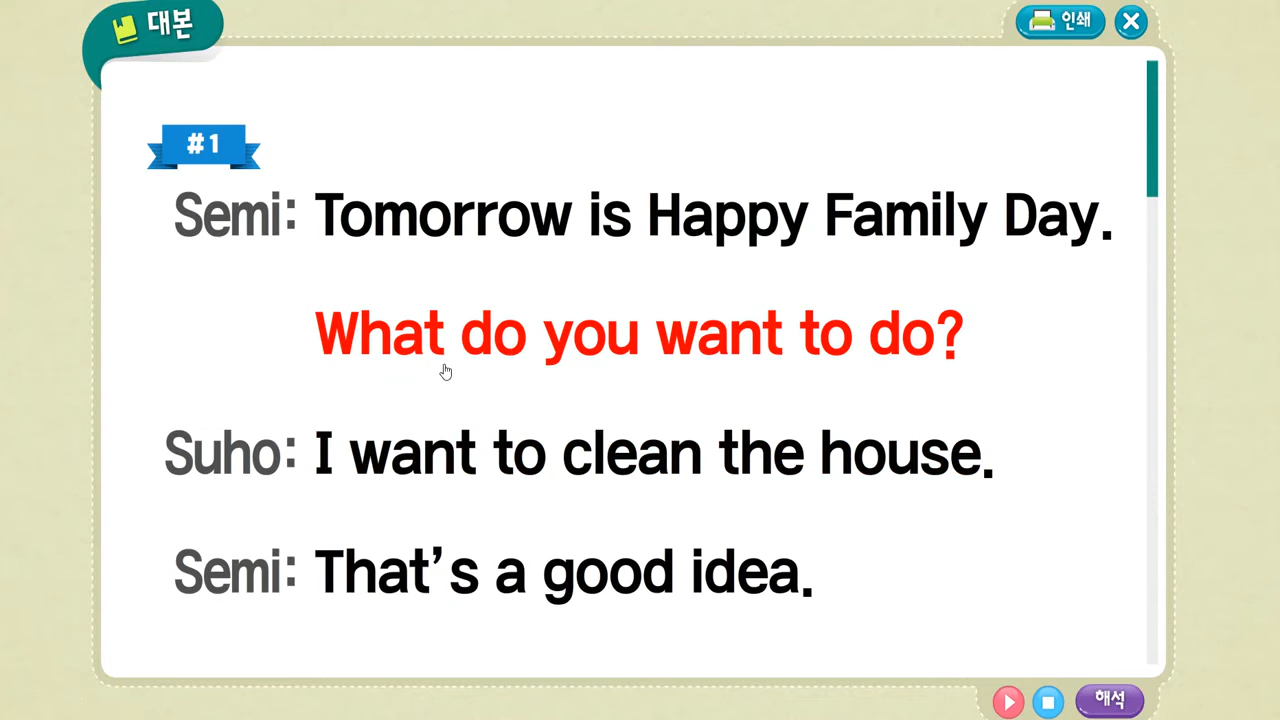 대본
인쇄
#1
Semi: Tomorrow is Happy Family Day.
What do you want to do?
Suho: I want to clean the house.
Semi: That's a good idea.
해석